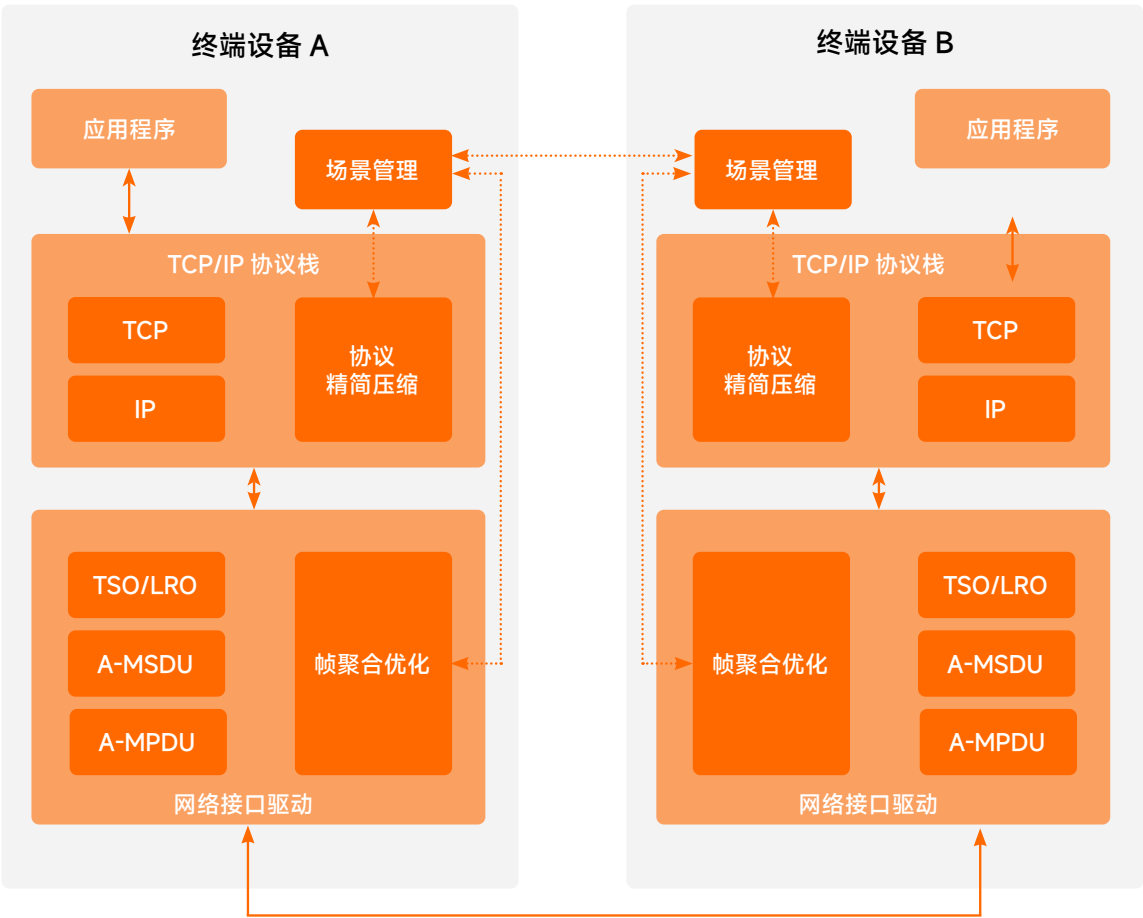 终端设备 A
应用程序
场景管理
TCP/IP 协议栈
TCP
IP
协议
精简压缩
TSO/LRO
A-MSDU
A-MPDU
帧聚合优化
网络接口驱动
终端设备 B
场景管理
应用程序
TCP/IP 协议栈
协议
精简压缩
TCP
IP
帧聚合优化
TSO/LRO
A-MSDU
A-MPDU
网络接口驱动